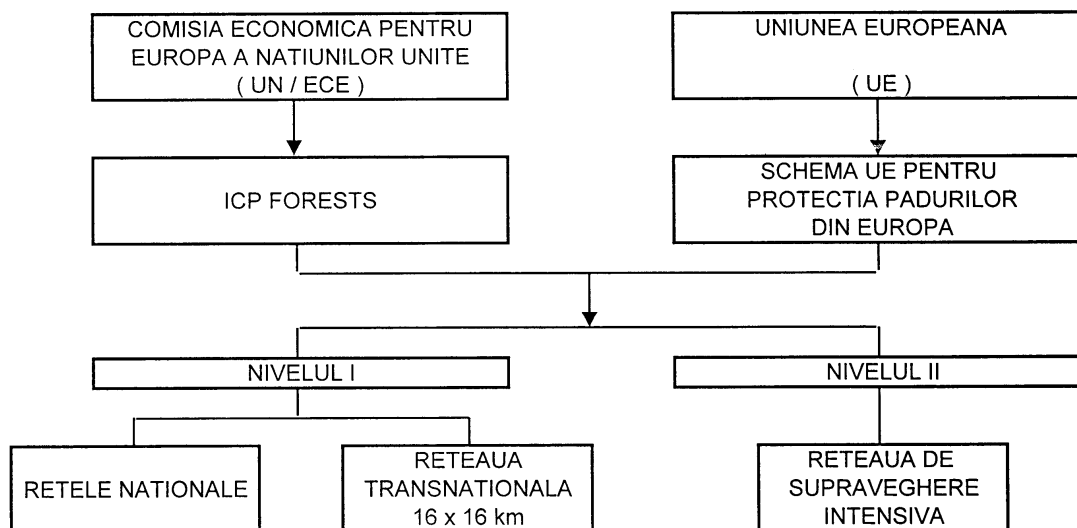 COMISIA ECONOMICA PENTRU
EUROPA A NATIUNILOR UNITE
( UN / ECE )
UNIUNEA EUROPEANA
( UE )
ICP FORESTS
SCHEMA UE PENTRU
PROTECTIA PADURILOR
DIN EUROPA
NIVELUL I
NIVELUL II
RETELE NATIONALE
RETEAUA
TRANSNATIONALA
16 x 16 km
RETEAUA DE
SUPRAVEGHERE
INTENSIVA